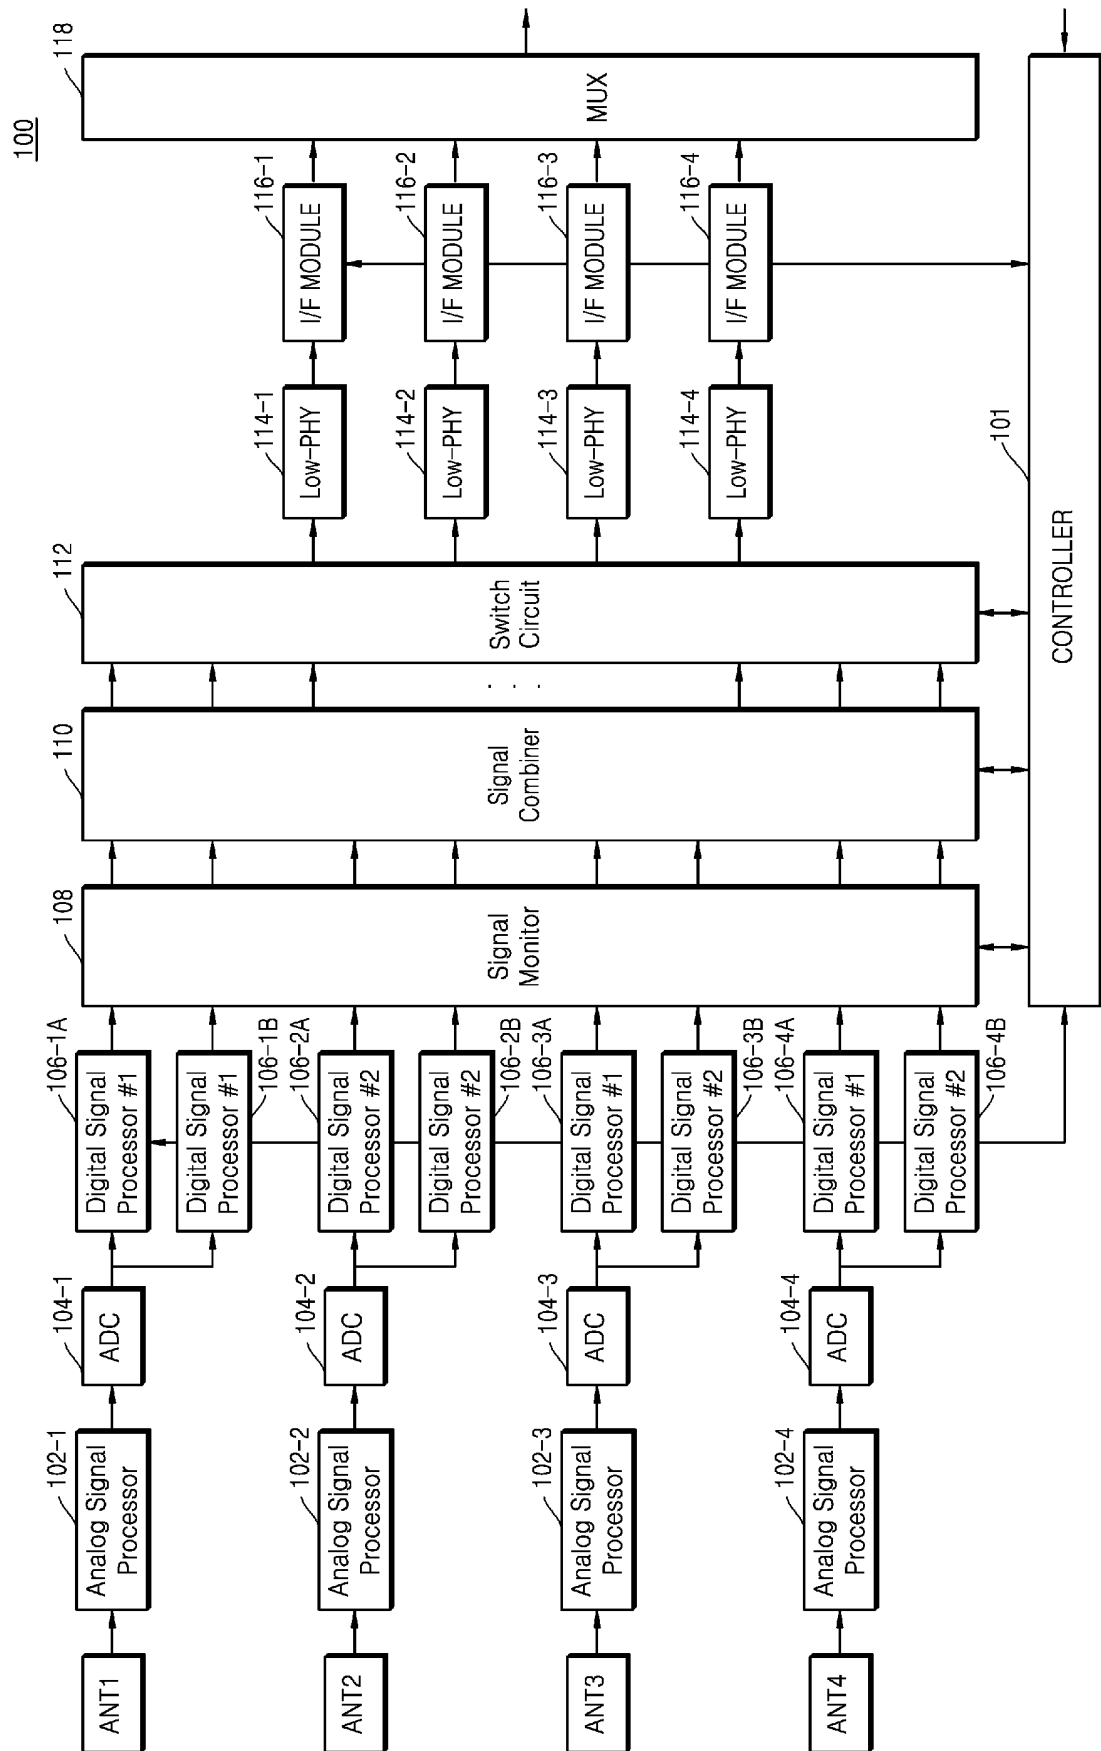 100
ANT1
102-1
Analog Signal
Processor
104-1
ADC
106-1A
Digital Signal
Processor #1
106-1B
Digital Signal
Processor #1
ANT2
102-2
Analog Signal
Processor
104-2
ADC
106-2A
Digital Signal
Processor #2
106-2B
Digital Signal
Processor #2
ANT3
102-3
Analog Signal
Processor
104-3
ADC
106-3A
Digital Signal
Processor #1
106-3B
Digital Signal
Processor #2
ANT4
102-4
Analog Signal
Processor
104-4
ADC
106-4A
Digital Signal
Processor #1
106-4B
Digital Signal
Processor #2
108
Signal
Monitor
110
Signal
Combiner
. . .
112
Switch
Circuit
114-1
Low-PHY
114-2
Low-PHY
114-3
Low-PHY
114-4
Low-PHY
116-1
I/F MODULE
116-2
I/F MODULE
116-3
I/F MODULE
116-4
I/F MODULE
118
MUX
101
CONTROLLER